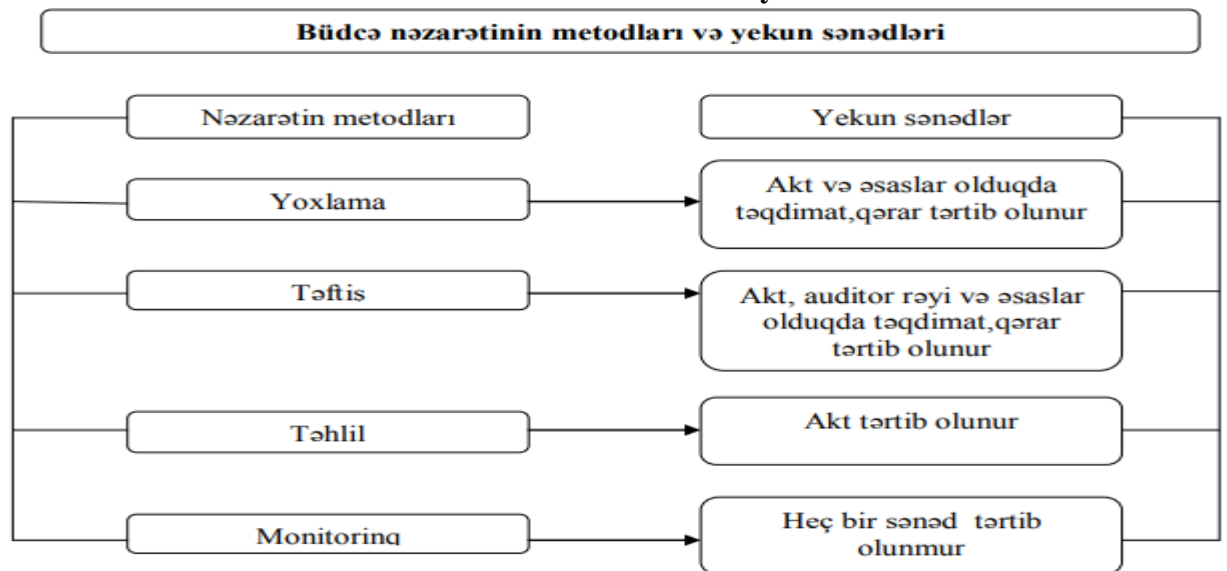 Büdcə nəzarətinin metodları və yekun sənədləri
Nəzarətin metodları
Yekun sənədlər
Yoxlama
Akt və əsaslar olduqda
təqdimat,qərar tərtib olunur
Təftis
Akt, auditor rəyi və əsaslar
olduqda təqdimat,qərar
tərtib olunur
Təhlil
Akt tərtib olunur
Monitorinq
Heç bir sənəd tərtib
olunmur